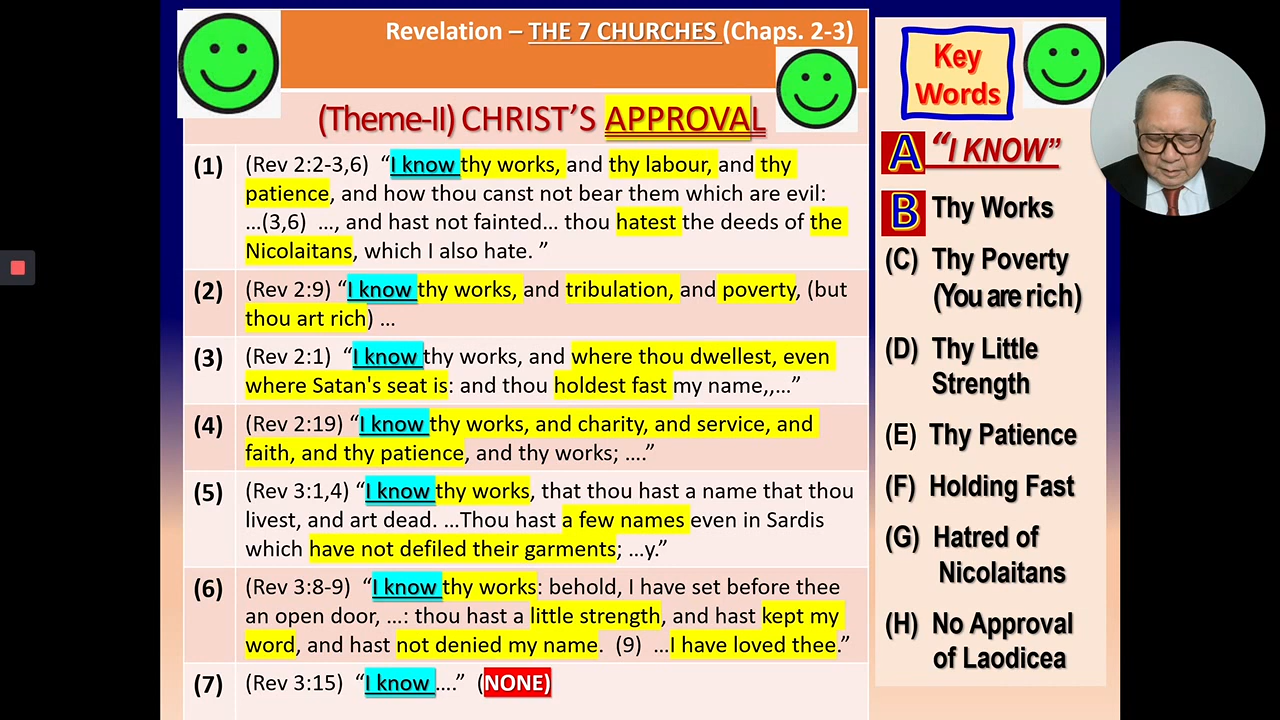 Revelation – THE 7 CHURCHES (Chaps. 2-3)
(Theme-II) CHRIST’S APPROVAL
(1) (Rev 2:2-3,6) “I know thy works, and thy labour, and thy
patience, and how thou canst not bear them which are evil:
…(3,6) …, and hast not fainted… thou hatest the deeds of the
Nicolaitans, which I also hate. ”
(2) (Rev 2:9) “I know thy works, and tribulation, and poverty, (but
thou art rich) …
(3) (Rev 2:1) “I know thy works, and where thou dwellest, even
where Satan's seat is: and thou holdest fast my name,,…”
(4) (Rev 2:19) “I know thy works, and charity, and service, and
faith, and thy patience, and thy works; ….”
(5) (Rev 3:1,4) “I know thy works, that thou hast a name that thou
livest, and art dead. …Thou hast a few names even in Sardis
which have not defiled their garments; …y.”
(6) (Rev 3:8-9) “I know thy works: behold, I have set before thee
an open door, …: thou hast a little strength, and hast kept my
word, and hast not denied my name. (9) …I have loved thee.”
(7) (Rev 3:15) “I know ….” (NONE)
Key
Words
A “I KNOW”
B Thy Works
(C) Thy Poverty
(You are rich)
(D) Thy Little
Strength
(E) Thy Patience
(F) Holding Fast
(G) Hatred of
Nicolaitans
(H) No Approval
of Laodicea